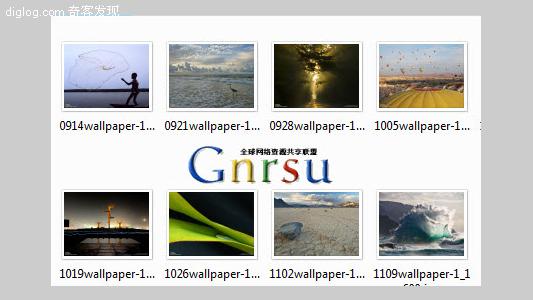 diglog.com 奇客发现
0914wallpaper-1...
0921wallpaper-1...
0928wallpaper-1...
1005wallpaper-1...
全球网络资源共享联盟
Gnrsu
1019wallpaper-1...
1026wallpaper-1...
1102wallpaper-1...
1109wallpaper-1_1